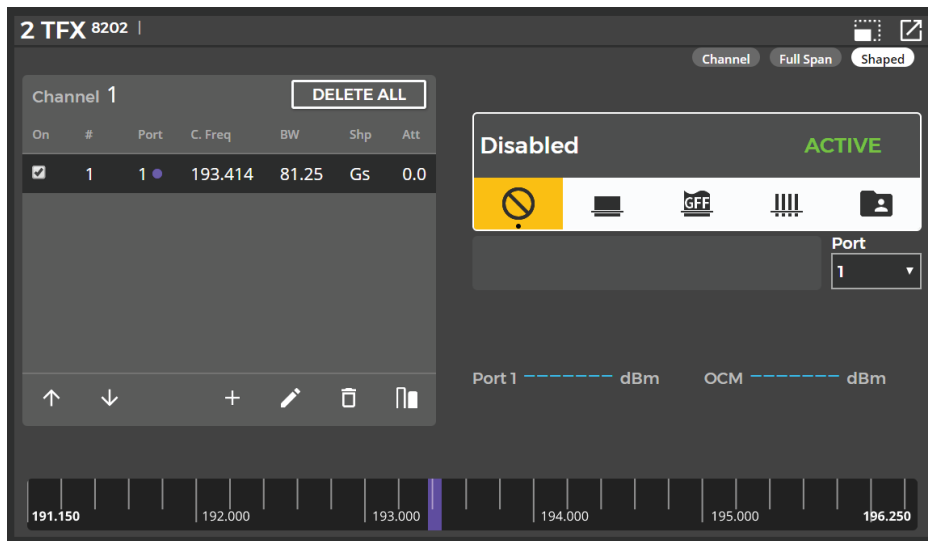 2 TFX 8202 |
Channel Full Span Shaped
Channel 1 DELETE ALL
On # Port C. Freq BW Shp Att
1 1 193.414 81.25 Gs 0.0
Disabled ACTIVE
GFF
Port
1
Port 1 ------- dBm OCM ------- dBm
191.150 192.000 193.000 194.000 195.000 196.250